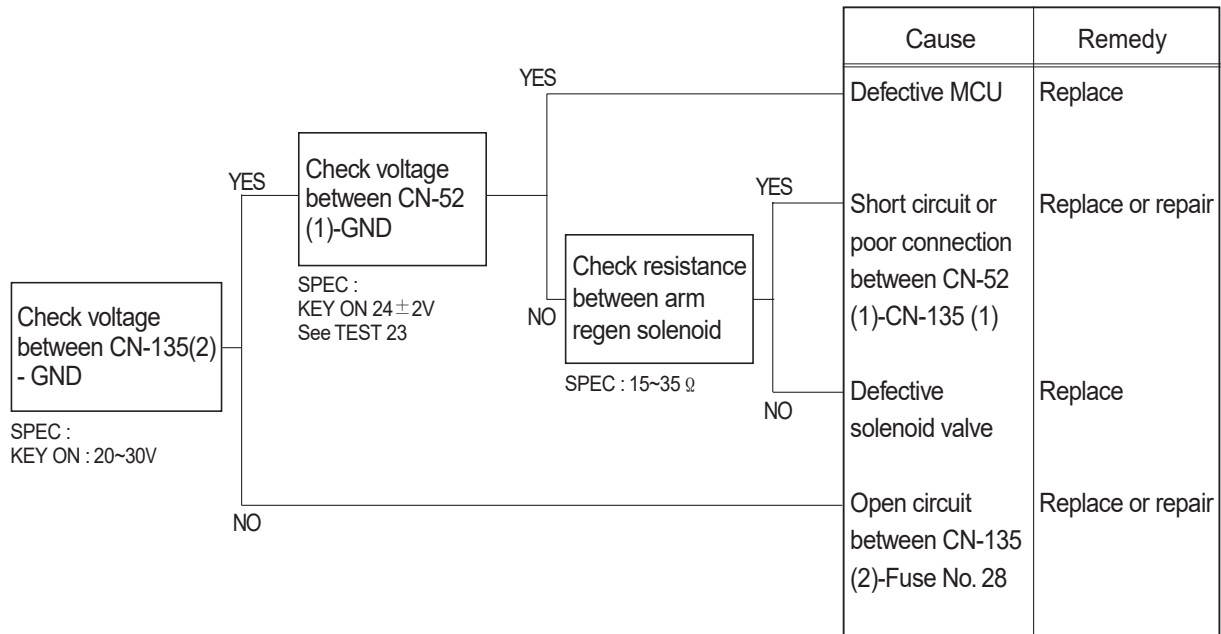 Cause
Remedy
YES
Defective MCU
Replace
Check voltage
between CN-52
(1)-GND
YES
SPEC :
KEY ON 24±2V
See TEST 23
YES
Short circuit or
poor connection
between CN-52
(1)-CN-135 (1)
Replace or repair
Check resistance
between arm
regen solenoid
NO
SPEC : 15~35 Ω
Check voltage
between CN-135(2)
- GND
SPEC :
KEY ON : 20~30V
NO
Defective
solenoid valve
Replace
NO
Open circuit
between CN-135
(2)-Fuse No. 28
Replace or repair